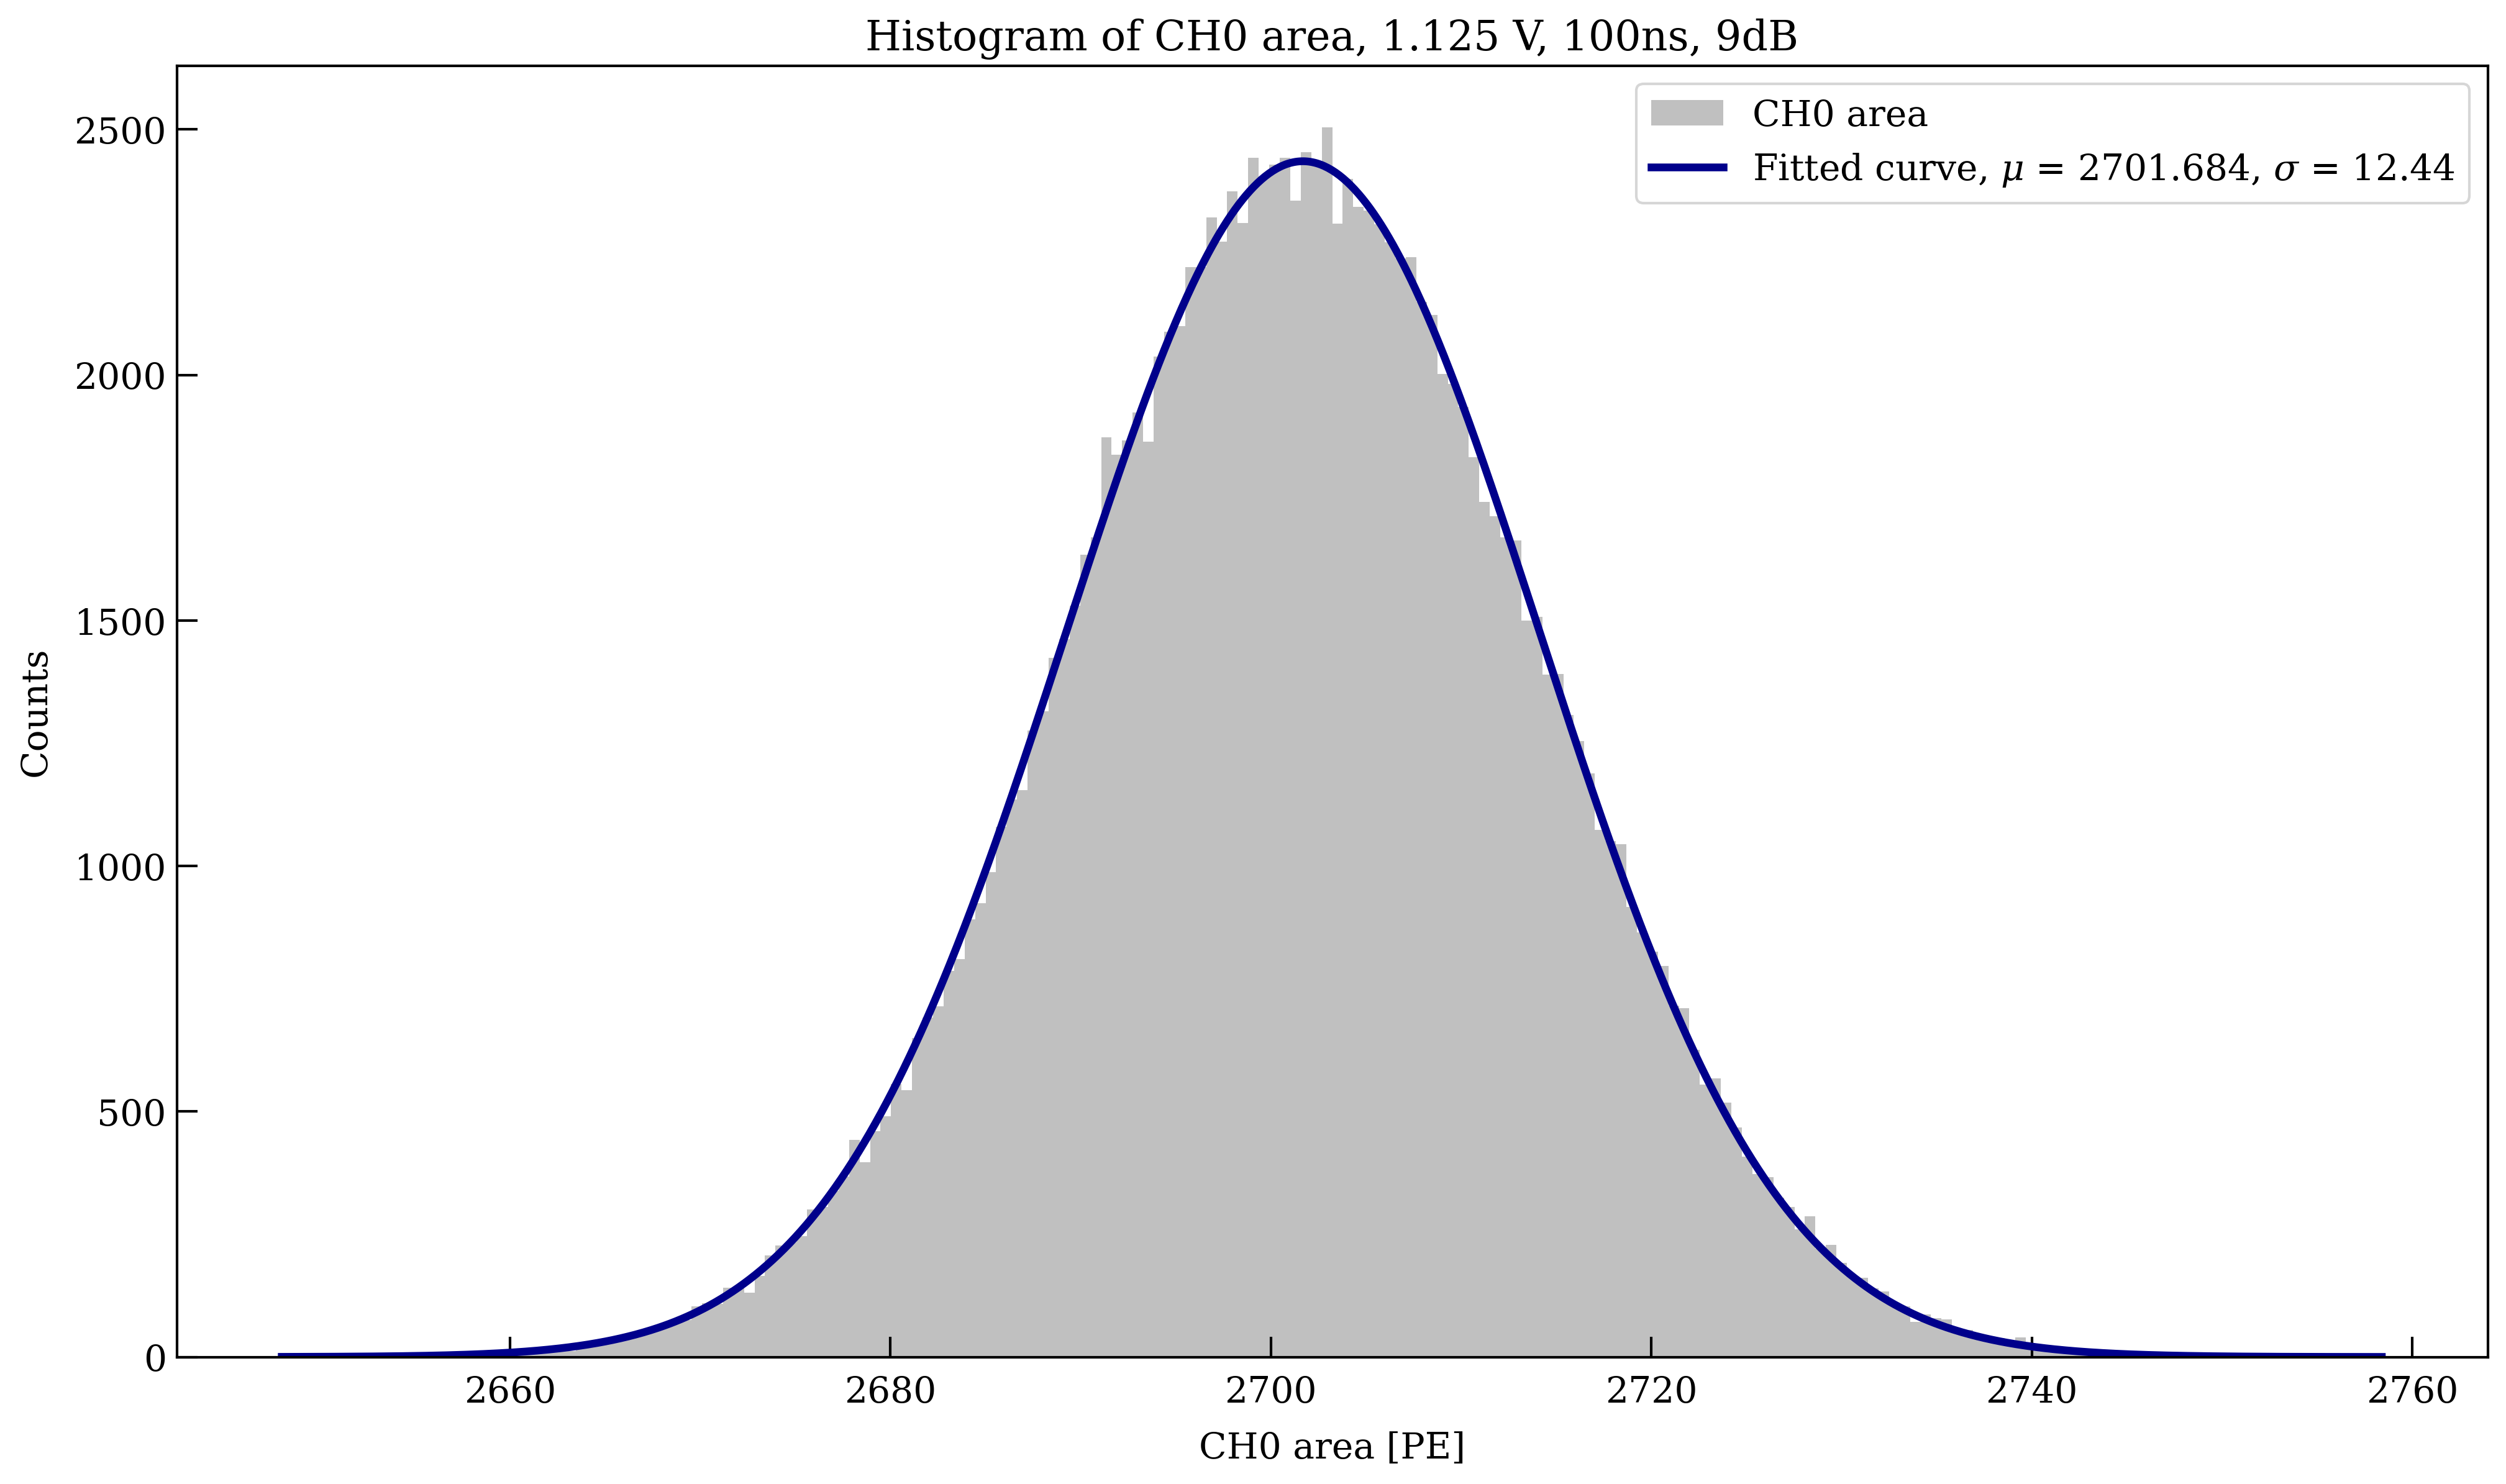 Histogram of CH0 area, 1.125 V, 100ns, 9dB
CH0 area
Fitted curve, μ = 2701.684, σ = 12.44
2500
2000
1500
1000
500
0
Counts
2660
2680
2700
2720
2740
2760
CH0 area [PE]